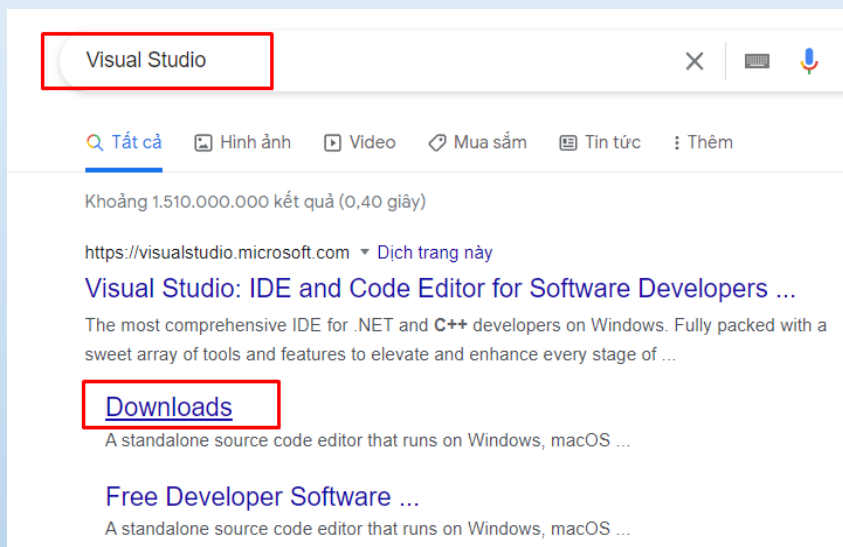 Visual Studio
Tất cả Hình ảnh Video Mua sắm Tin tức Thêm
Khoảng 1.510.000.000 kết quả (0,40 giây)
https://visualstudio.microsoft.com Dịch trang này
Visual Studio: IDE and Code Editor for Software Developers ...
The most comprehensive IDE for .NET and C++ developers on Windows. Fully packed with a
sweet array of tools and features to elevate and enhance every stage of ...
Downloads
A standalone source code editor that runs on Windows, macOS ...
Free Developer Software ...
A standalone source code editor that runs on Windows, macOS ...